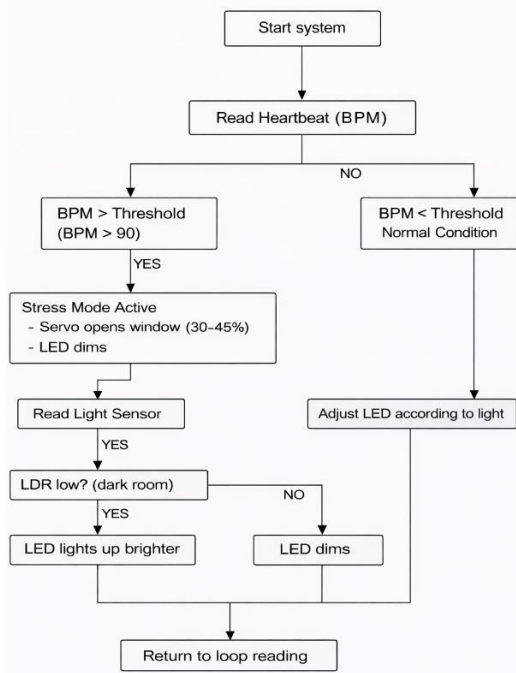 Start system
Read Heartbeat (BPM)
NO
BPM > Threshold
(BPM > 90)
BPM < Threshold
Normal Condition
YES
Stress Mode Active
- Servo opens window (30–45%)
- LED dims
Read Light Sensor
Adjust LED according to light
YES
LDR low? (dark room)
NO
YES
LED lights up brighter
LED dims
Return to loop reading